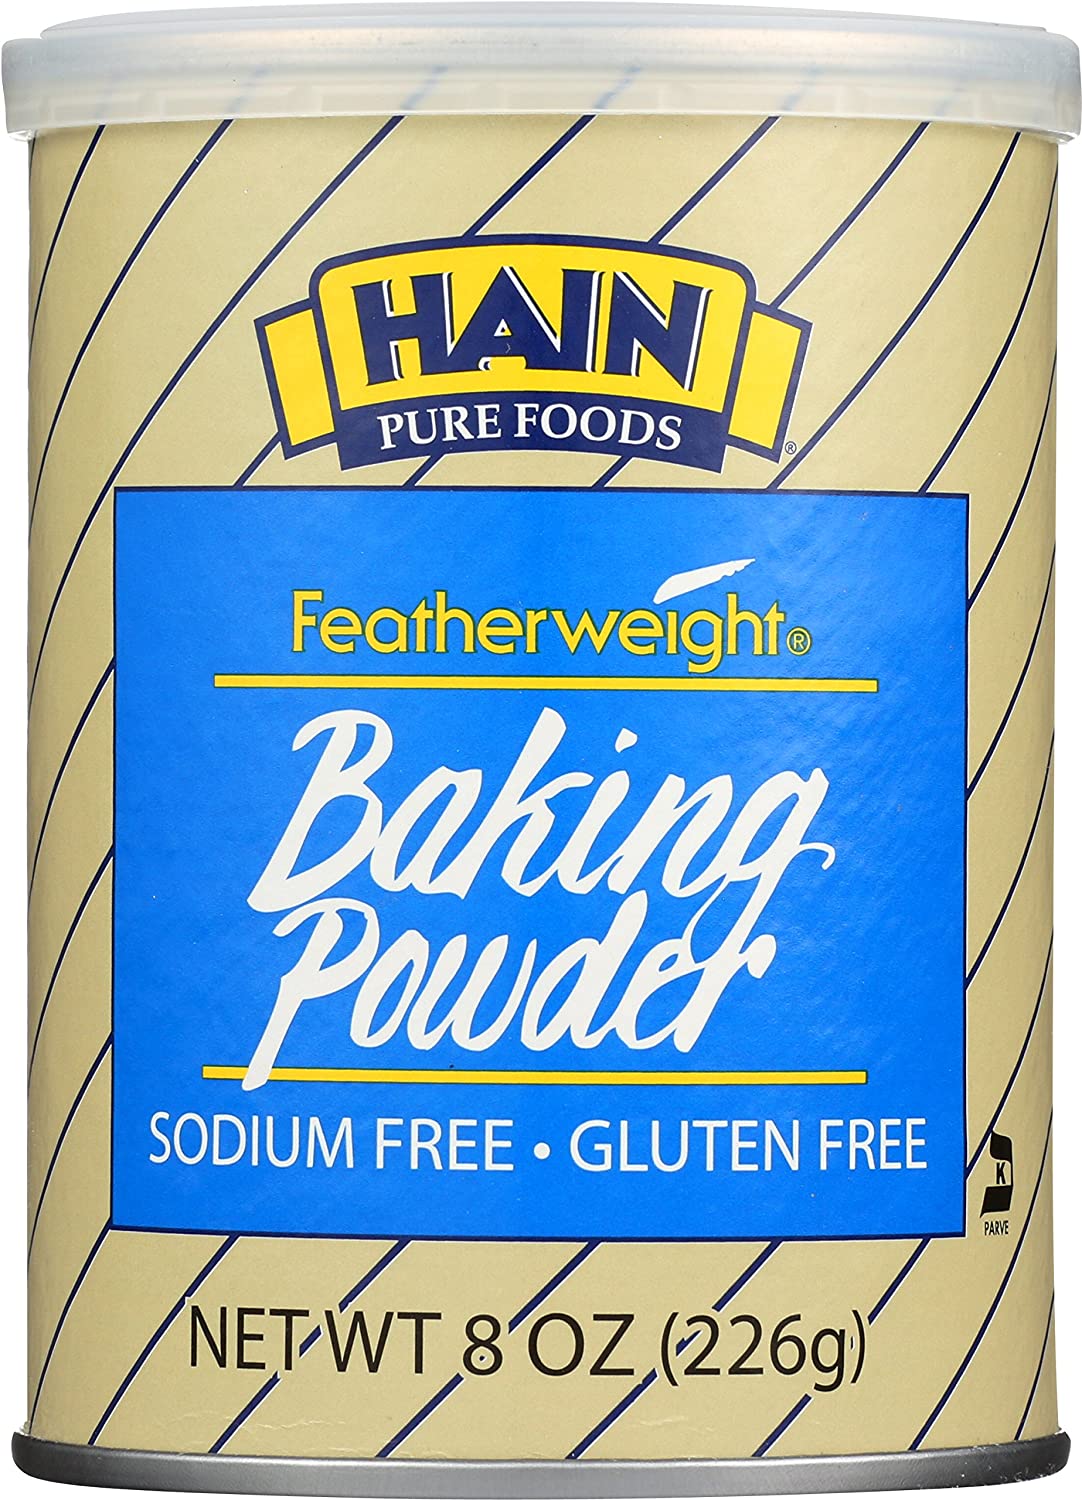 HAIN
PURE FOODS®
Featherweight®
Baking
Powder
SODIUM FREE • GLUTEN FREE
K
PARVE
NET WT 8 OZ (226g)